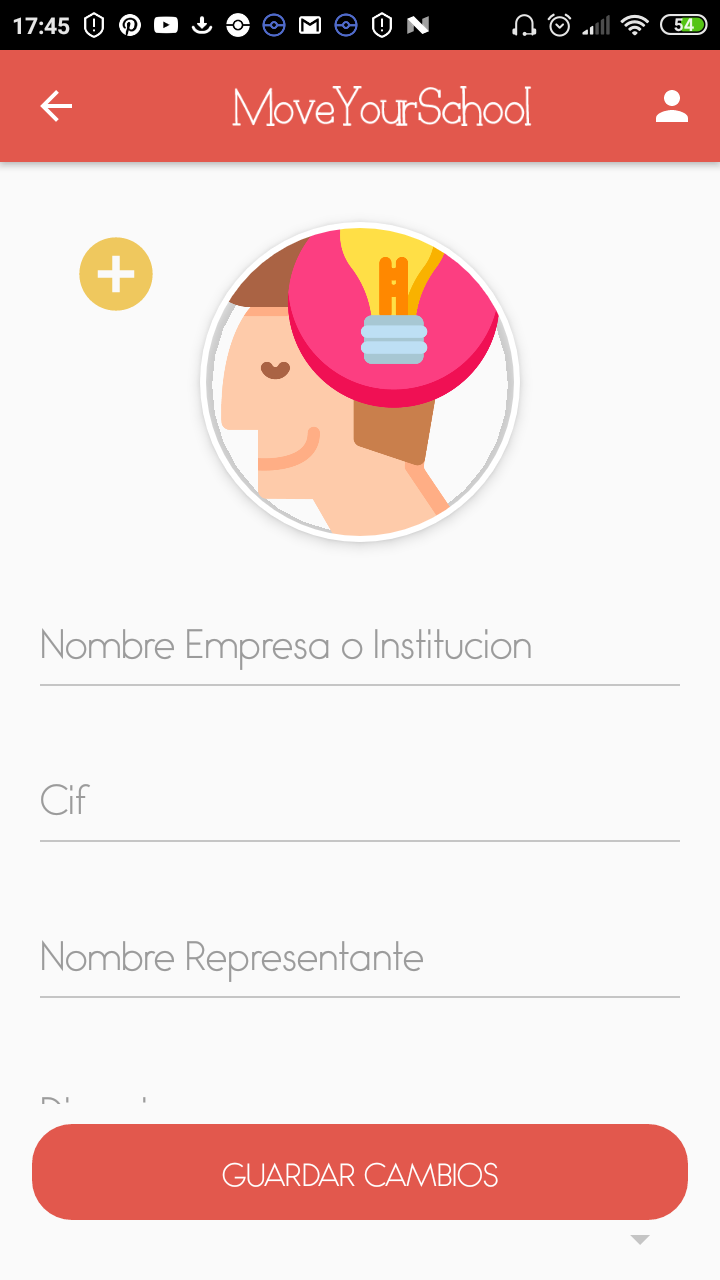 17:45
54
MoveYourSchool
Nombre Empresa o Institucion
Cif
Nombre Representante
GUARDAR CAMBIOS